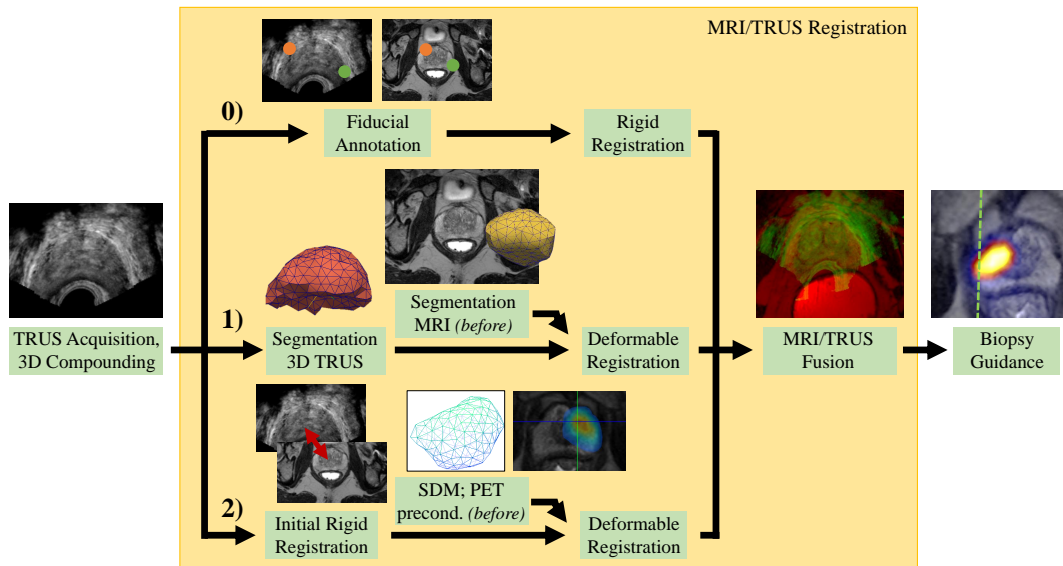 MRI/TRUS Registration
0)
Fiducial
Annotation
Rigid
Registration
TRUS Acquisition,
3D Compounding
1)
Segmentation
3D TRUS
Segmentation
MRI (before)
Deformable
Registration
MRI/TRUS
Fusion
Biopsy
Guidance
2)
Initial Rigid
Registration
SDM; PET
precond. (before)
Deformable
Registration